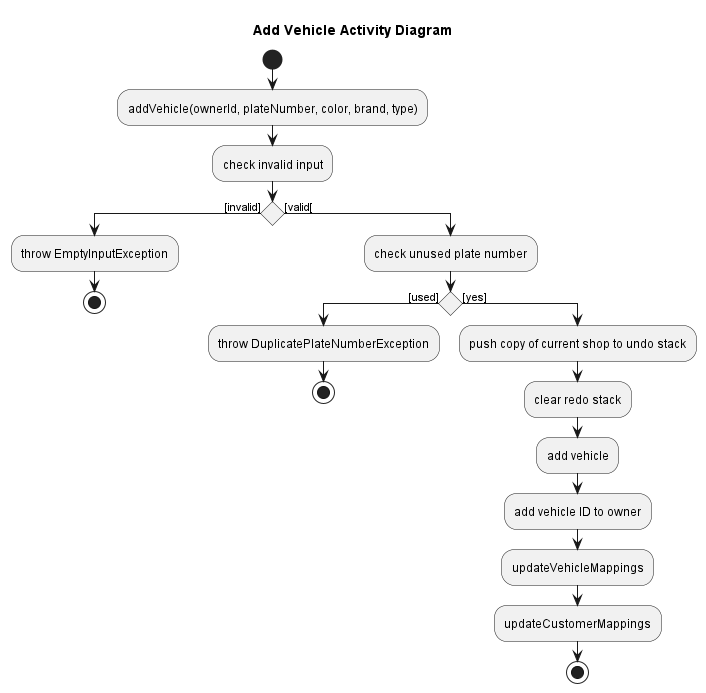 Add Vehicle Activity Diagram
addVehicle(ownerId, plateNumber, color, brand, type)
check invalid input
[invalid]
[valid[
throw EmptyInputException
check unused plate number
[used]
[yes]
throw DuplicatePlateNumberException
push copy of current shop to undo stack
clear redo stack
add vehicle
add vehicle ID to owner
updateVehicleMappings
updateCustomerMappings